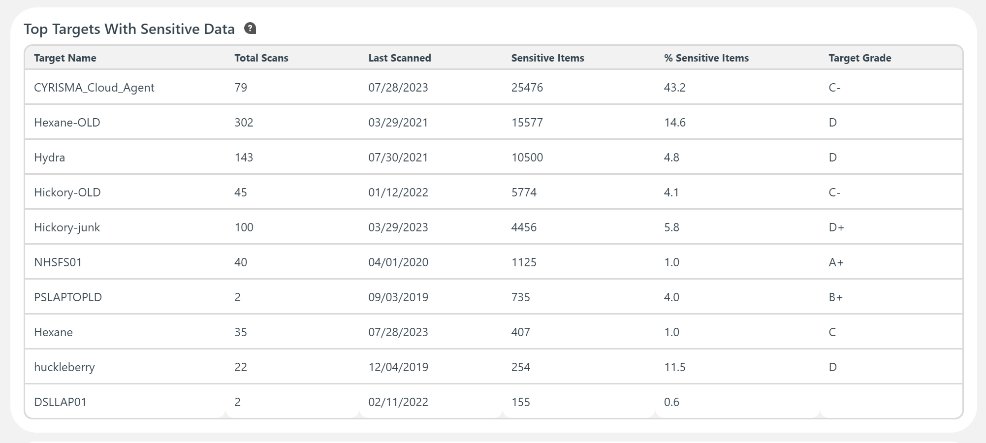 Top Targets With Sensitive Data ?
Target Name Total Scans Last Scanned Sensitive Items % Sensitive Items Target Grade
CYRISMA_Cloud_Agent 79 07/28/2023 25476 43.2 C-
Hexane-OLD 302 03/29/2021 15577 14.6 D
Hydra 143 07/30/2021 10500 4.8 D
Hickory-OLD 45 01/12/2022 5774 4.1 C-
Hickory-junk 100 03/29/2023 4456 5.8 D+
NHSFS01 40 04/01/2020 1125 1.0 A+
PSLAPTOPLD 2 09/03/2019 735 4.0 B+
Hexane 35 07/28/2023 407 1.0 C
huckleberry 22 12/04/2019 254 11.5 D
DSLLAP01 2 02/11/2022 155 0.6